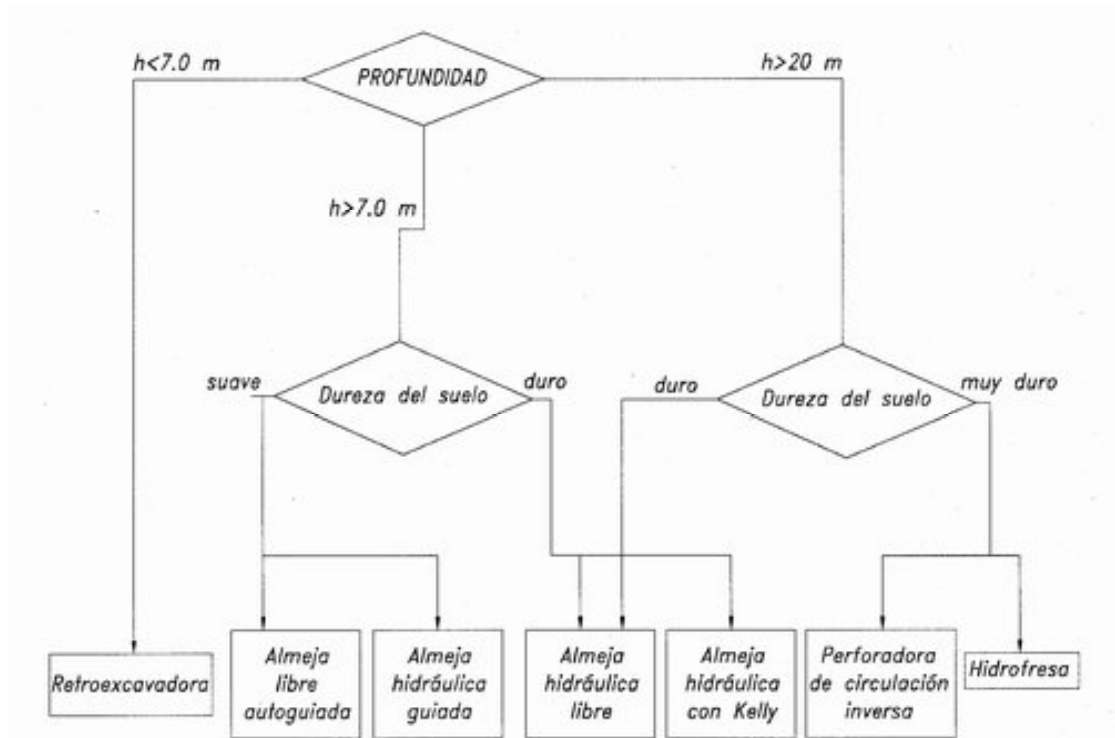 h<7.0 m
PROFUNDIDAD
h>20 m
h>7.0 m
suave
Dureza del suelo
duro
duro
Dureza del suelo
muy duro
Retroexcavadora
Almeja
libre
autoguiada
Almeja
hidráulica
guiada
Almeja
hidráulica
libre
Almeja
hidráulica
con Kelly
Perforadora
de circulación
inversa
Hidrofresa